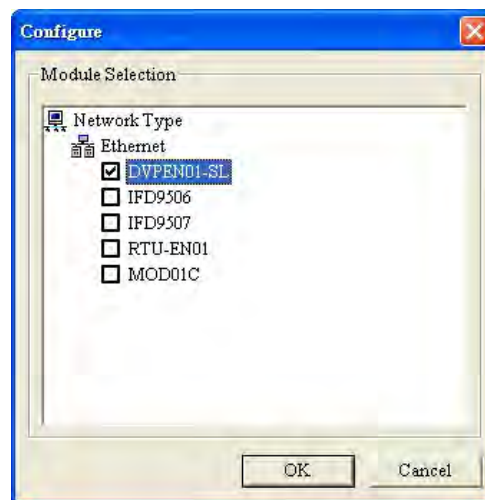 Configure
Module Selection
Network Type
Ethernet
DVPEN01-SL
IFD9506
IFD9507
RTU-EN01
MOD01C
OK Cancel